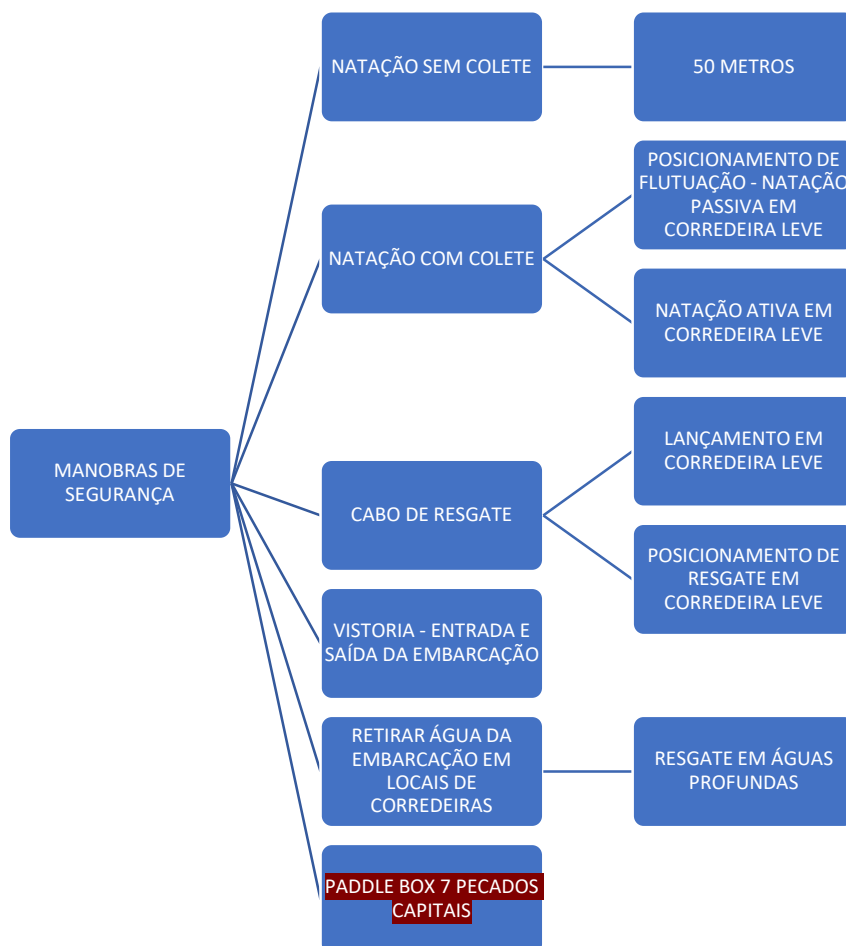 MANOBRAS DE
SEGURANÇA
NATAÇÃO SEM COLETE
50 METROS
NATAÇÃO COM COLETE
POSICIONAMENTO DE
FLUTUAÇÃO - NATAÇÃO
PASSIVA EM
CORREDEIRA LEVE
NATAÇÃO ATIVA EM
CORREDEIRA LEVE
CABO DE RESGATE
LANÇAMENTO EM
CORREDEIRA LEVE
POSICIONAMENTO DE
RESGATE EM
CORREDEIRA LEVE
VISTORIA - ENTRADA E
SAÍDA DA EMBARCAÇÃO
RETIRAR ÁGUA DA
EMBARCAÇÃO EM
LOCAIS DE
CORREDEIRAS
RESGATE EM ÁGUAS
PROFUNDAS
PADDLE BOX 7 PECADOS
CAPITAIS